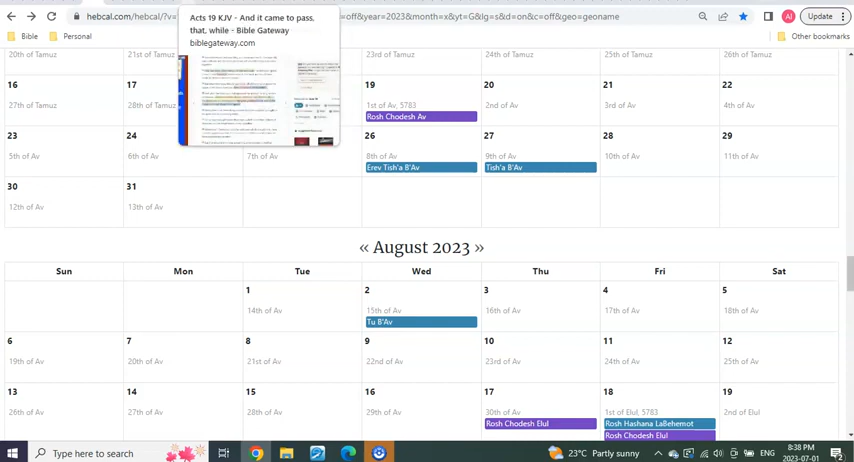 Acts 19 KJV - And it came to pass,
that, while - Bible Gateway
biblegateway.com
hebcal.com/hebcal/?v=
=off&year=2023&month=x&yt=G&lg=s&d=on&c=off&geo=geoname
AI
Update
Bible
Personal
Other bookmarks
20th of Tamuz
21st of Tam
23rd of Tamuz
24th of Tamuz
25th of Tamuz
26th of Tamuz
16
17
19
20
21
22
27th of Tamuz
28th of Tamuz
1st of Av, 5783
2nd of Av
3rd of Av
4th of Av
Rosh Chodesh Av
23
24
26
27
28
29
5th of Av
6th of Av
7th of Av
8th of Av
9th of Av
10th of Av
11th of Av
Erev Tish'a B'Av
Tish'a B'Av
30
31
12th of Av
13th of Av
« August 2023 »
Sun
Mon
Tue
Wed
Thu
Fri
Sat
1
2
3
4
5
14th of Av
15th of Av
16th of Av
17th of Av
18th of Av
Tu B'Av
6
7
8
9
10
11
12
19th of Av
20th of Av
21st of Av
22nd of Av
23rd of Av
24th of Av
25th of Av
13
14
15
16
17
18
19
26th of Av
27th of Av
28th of Av
29th of Av
30th of Av
1st of Elul, 5783
2nd of Elul
Rosh Chodesh Elul
Rosh Hashana LaBehemot
Rosh Chodesh Elul
Type here to search
23°C Partly sunny
ENG
8:38 PM
2023-07-01
2